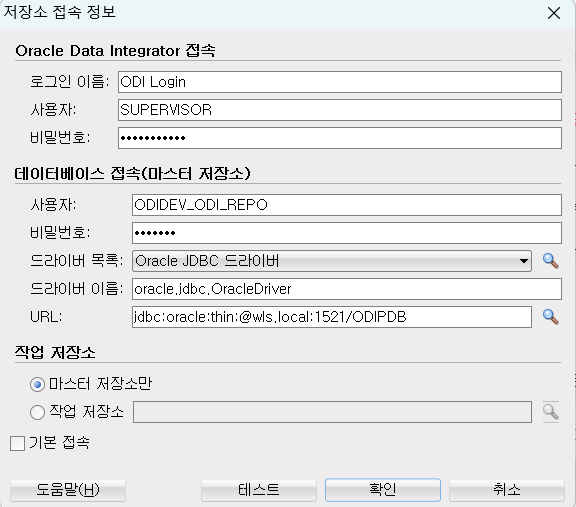 저장소 접속 정보
Oracle Data Integrator 접속
로그인 이름: ODI Login
사용자: SUPERVISOR
비밀번호: •••••••••••
데이터베이스 접속(마스터 저장소)
사용자: ODIDEV_ODI_REPO
비밀번호: •••••••
드라이버 목록: Oracle JDBC 드라이버
드라이버 이름: oracle.jdbc.OracleDriver
URL: jdbc:oracle:thin:@wls.local:1521/ODIPDB
작업 저장소
마스터 저장소만
작업 저장소
기본 접속
도움말(H) 테스트 확인 취소